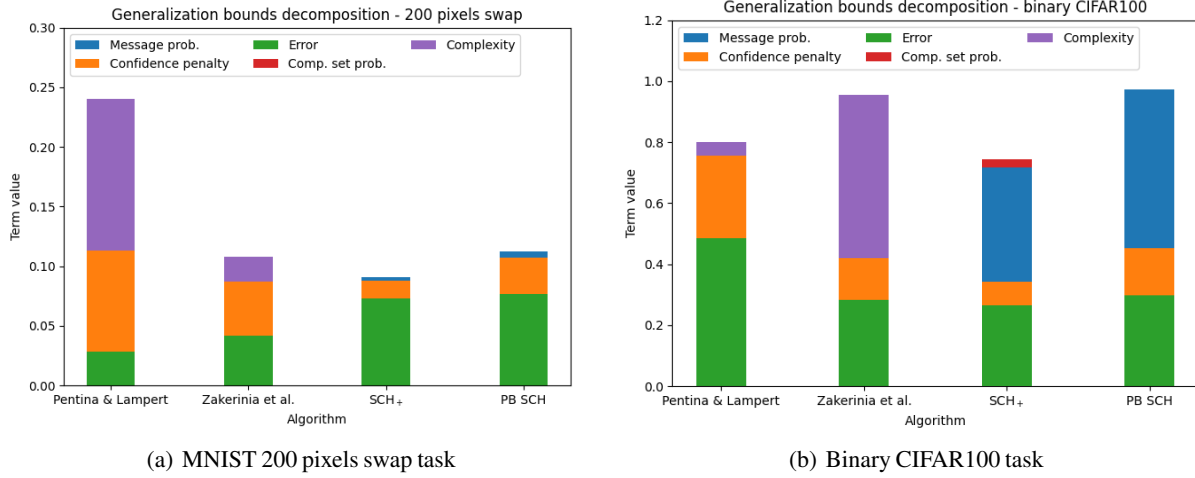 Generalization bounds decomposition - 200 pixels swap
0.30
0.25
0.20
0.15
0.10
0.05
0.00
Term value
Message prob.
Confidence penalty
Error
Comp. set prob.
Complexity
Pentina & Lampert
Zakerinia et al.
SCH+
PB SCH
Algorithm
(a) MNIST 200 pixels swap task
Generalization bounds decomposition - binary CIFAR100
1.2
1.0
0.8
0.6
0.4
0.2
0.0
Term value
Message prob.
Confidence penalty
Error
Comp. set prob.
Complexity
Pentina & Lampert
Zakerinia et al.
SCH+
PB SCH
Algorithm
(b) Binary CIFAR100 task